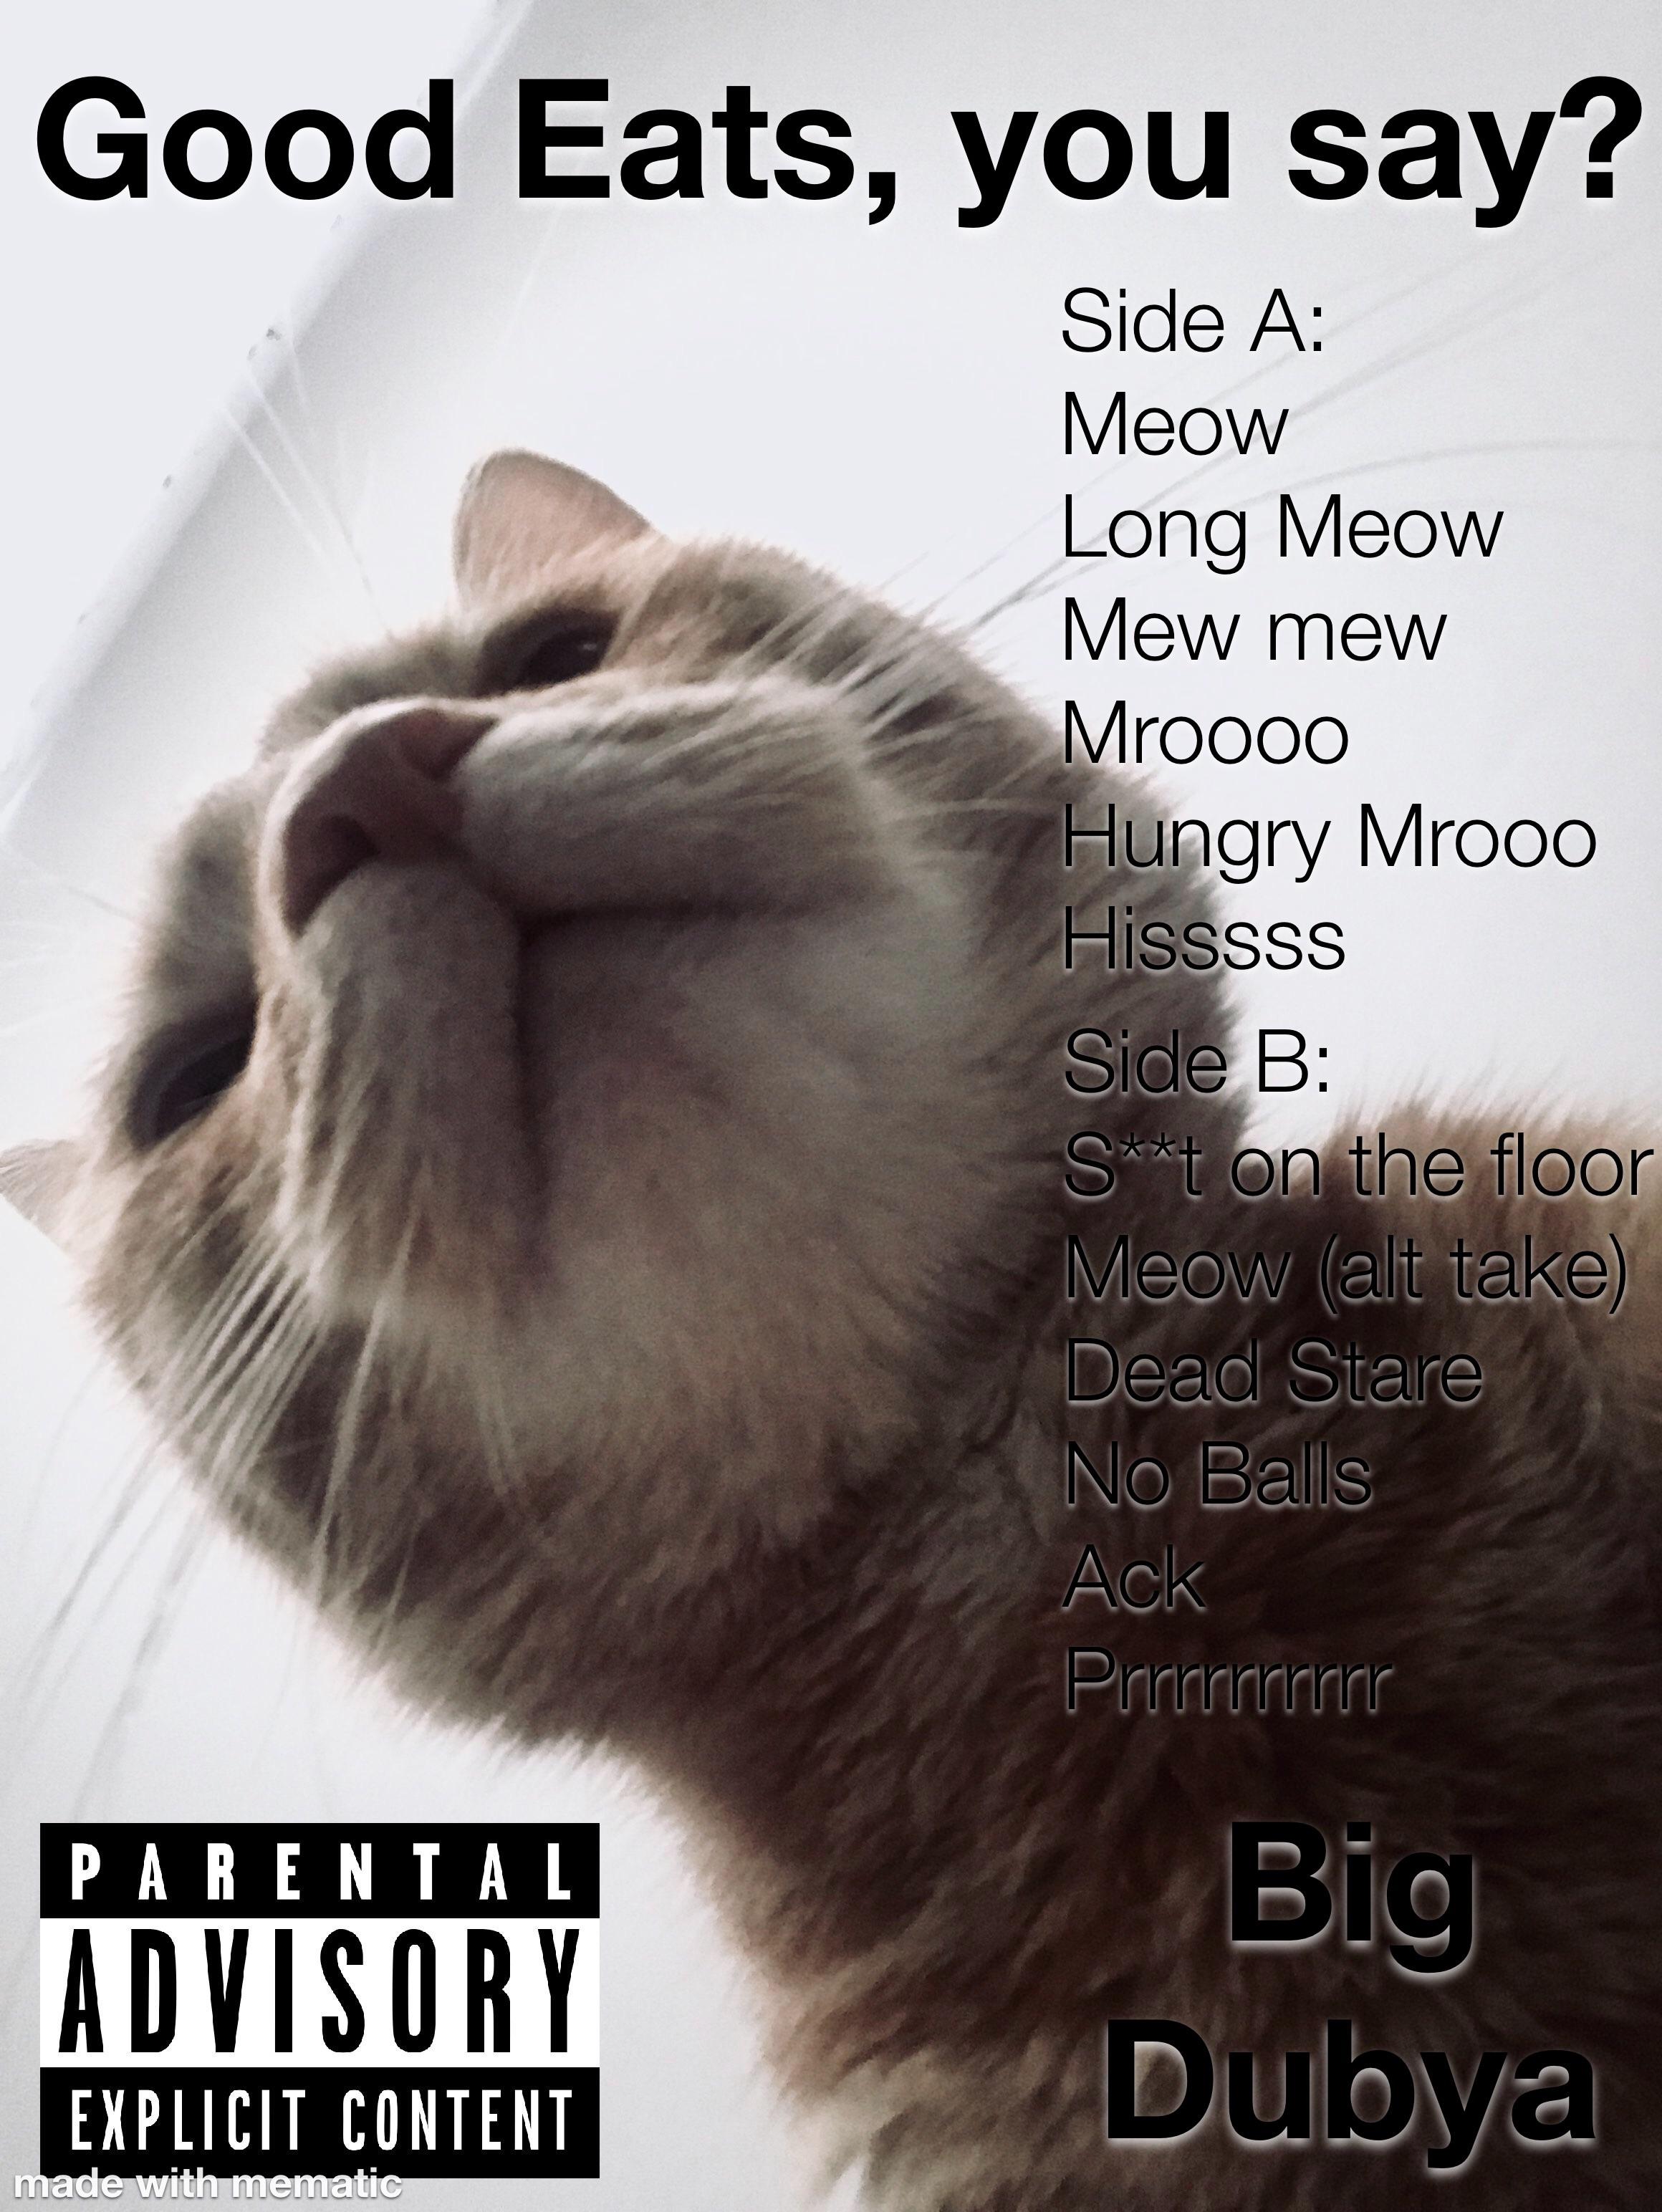 Good Eats, you say?
Side A:
Meow
Long Meow
Mew mew
Mroooo
Hungry Mrooo
Hisssss
Side B:
S**t on the floor
Meow (alt take)
Dead Stare
No Balls
Ack
Prrrrrrrrrrr
Big
Dubya
PARENTAL
ADVISORY
EXPLICIT CONTENT
made with mematic